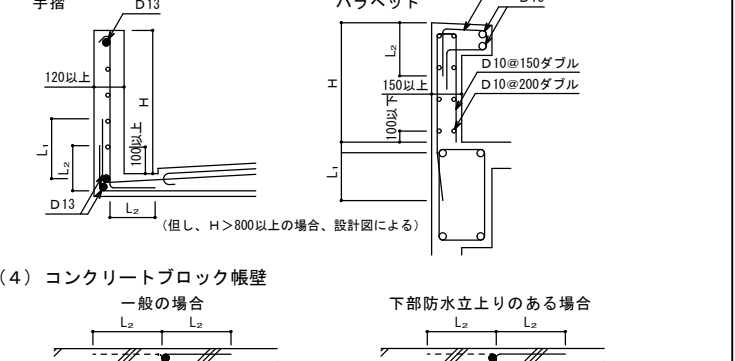 手摺
D13
パラペット
D10
L₂
D10@150ダブル
120以上
H
H
150以上
D10@200ダブル
100以下
L₁
L₂
100以上
L₁
D13
L₂
(但し、H>800以上の場合、設計図による)
(4) コンクリートブロック帳壁
一般の場合
下部防水立上りのある場合
L₂ L₂
L₂ L₂